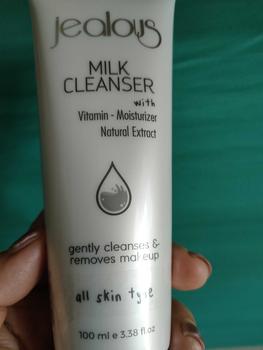 jealous
MILK
CLEANSER
with
Vitamin - Moisturizer
Natural Extract
gently cleanses &
removes makeup
all skin type
100 ml e 3.38 fl.oz